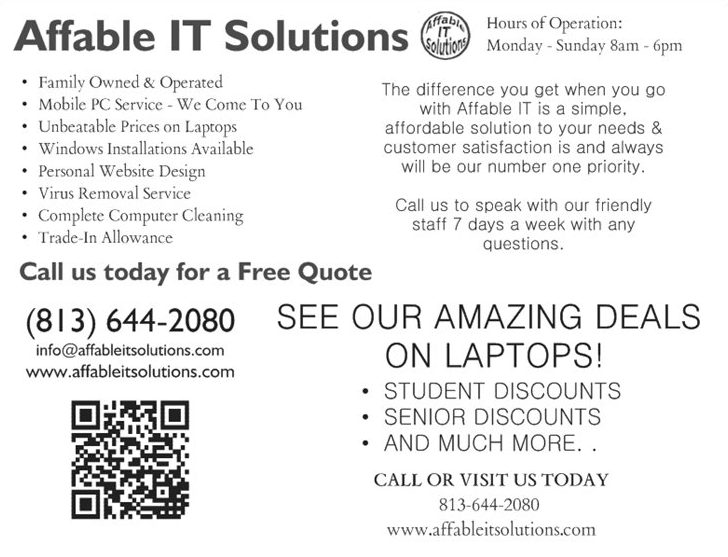 Affable IT Solutions
Affable
IT
Solutions
Hours of Operation:
Monday - Sunday 8am - 6pm
• Family Owned & Operated
• Mobile PC Service - We Come To You
• Unbeatable Prices on Laptops
• Windows Installations Available
• Personal Website Design
• Virus Removal Service
• Complete Computer Cleaning
• Trade-In Allowance
The difference you get when you go
with Affable IT is a simple,
affordable solution to your needs &
customer satisfaction is and always
will be our number one priority.
Call us to speak with our friendly
staff 7 days a week with any
questions.
Call us today for a Free Quote
(813) 644-2080
info@affableitsolutions.com
www.affableitsolutions.com
SEE OUR AMAZING DEALS
ON LAPTOPS!
• STUDENT DISCOUNTS
• SENIOR DISCOUNTS
• AND MUCH MORE. .
CALL OR VISIT US TODAY
813-644-2080
www.affableitsolutions.com